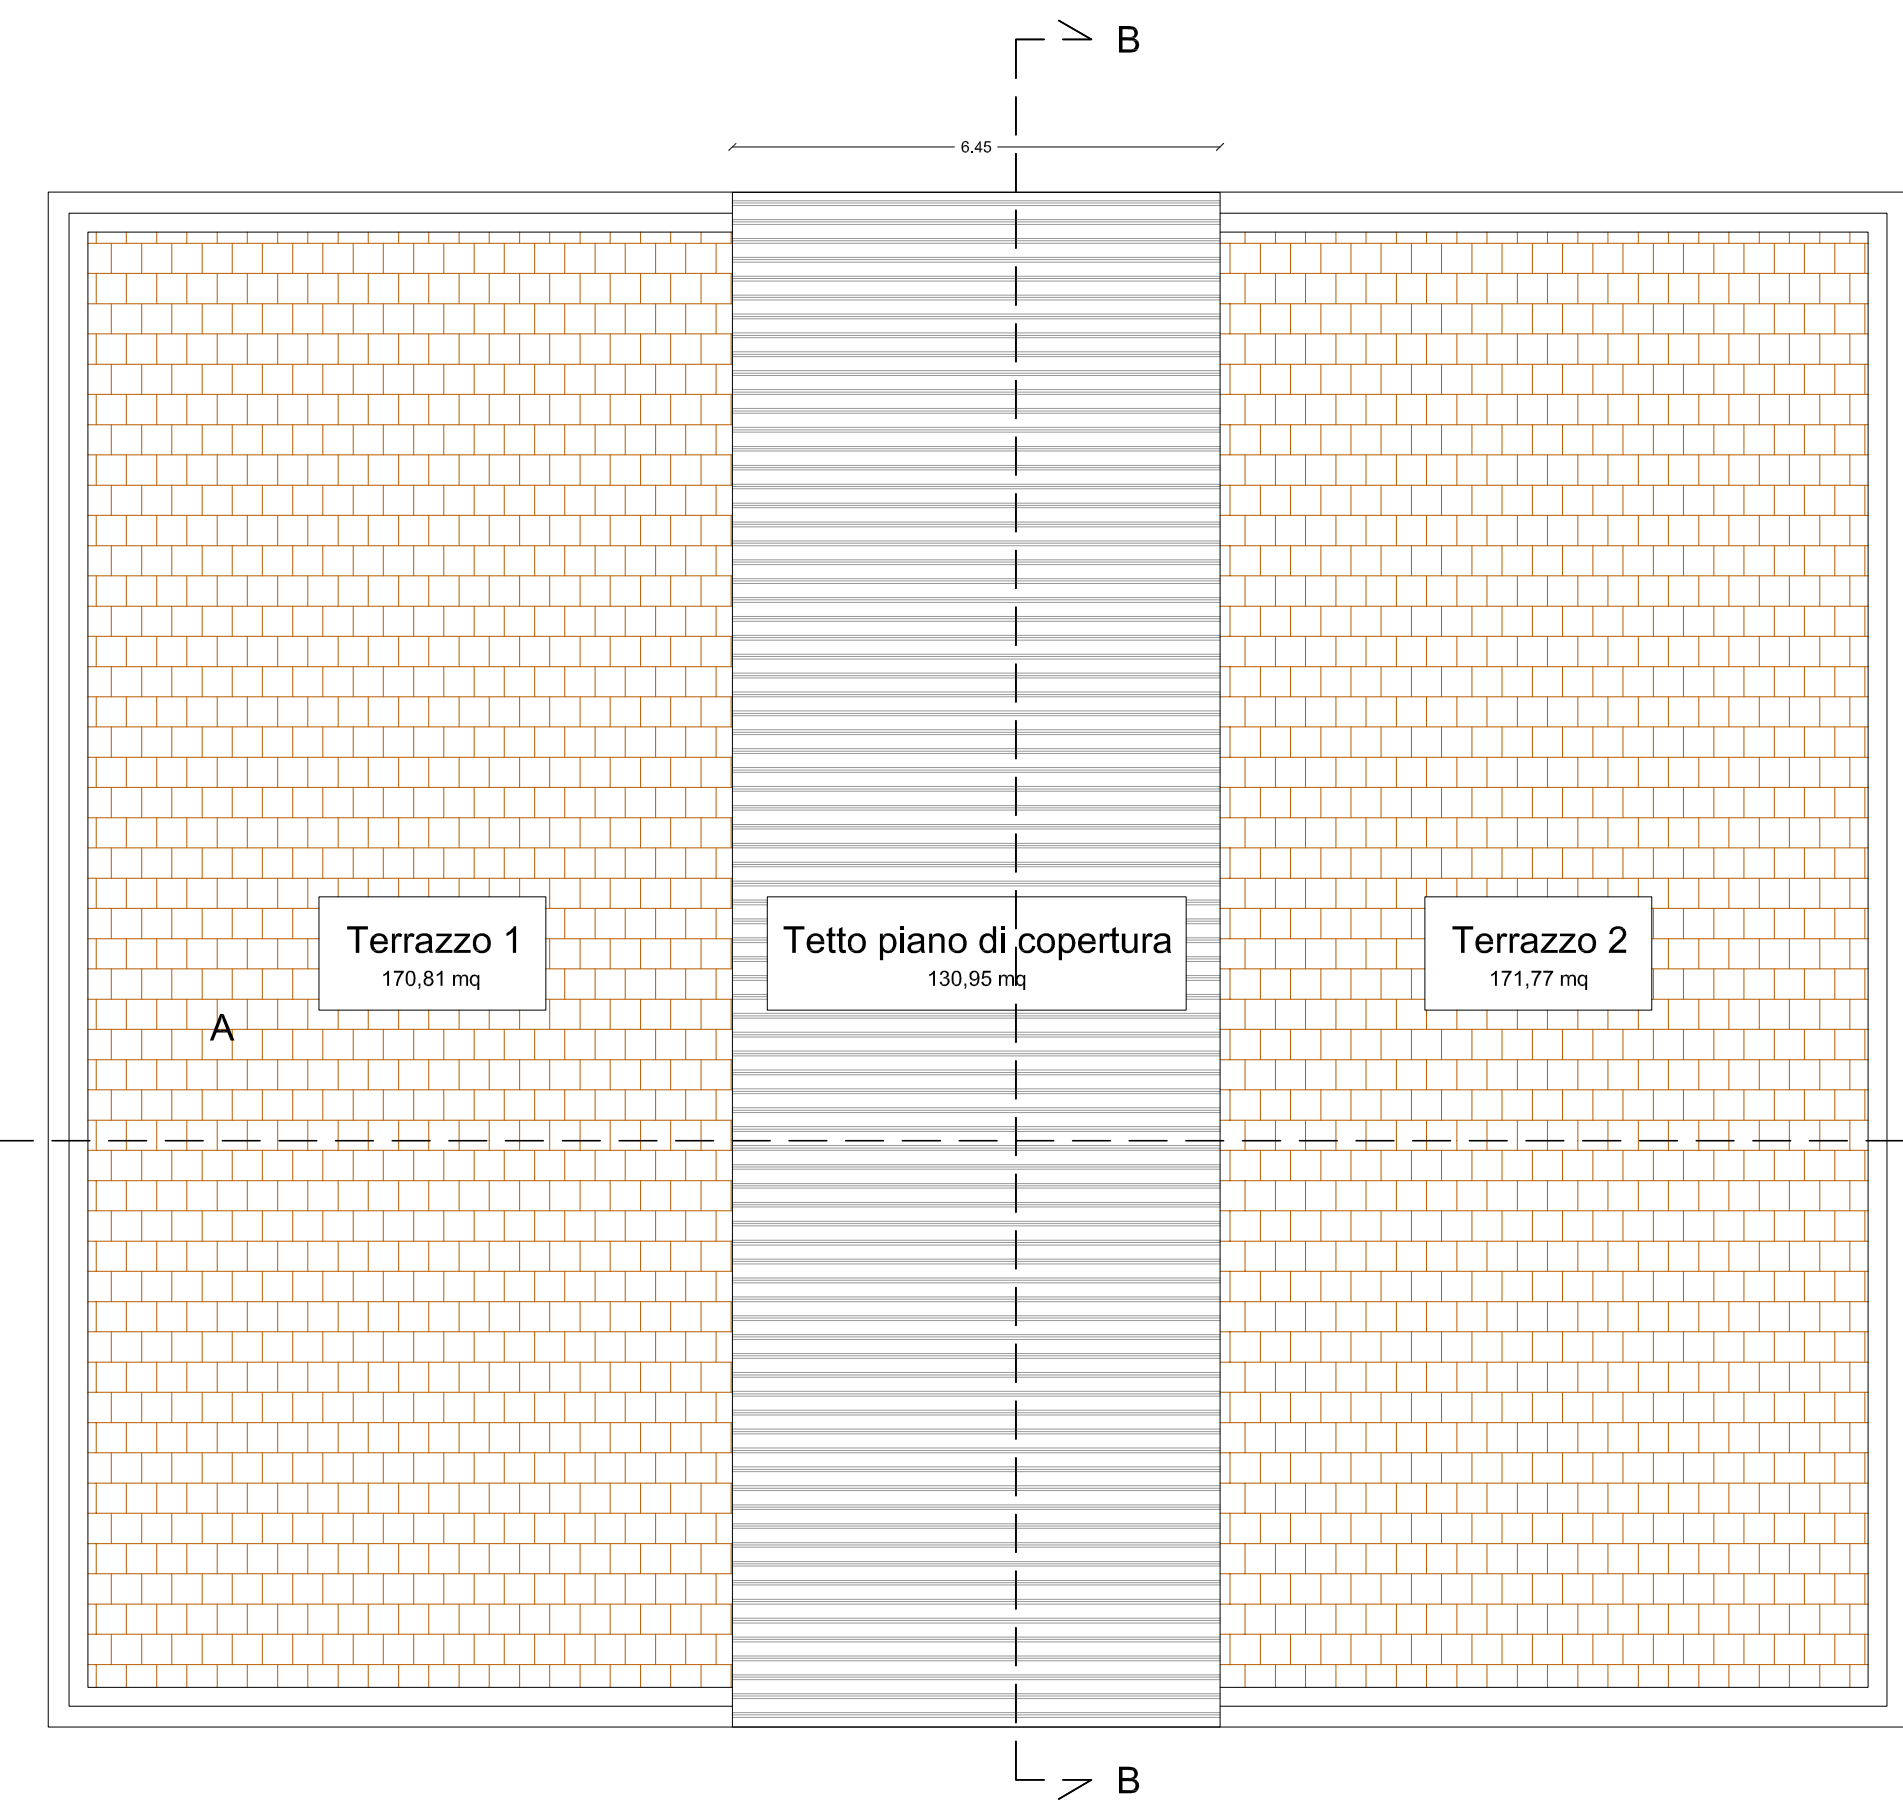 B
6.45
Terrazzo 1
170,81 mq
Tetto piano di copertura
130,95 mq
Terrazzo 2
171,77 mq
A
B